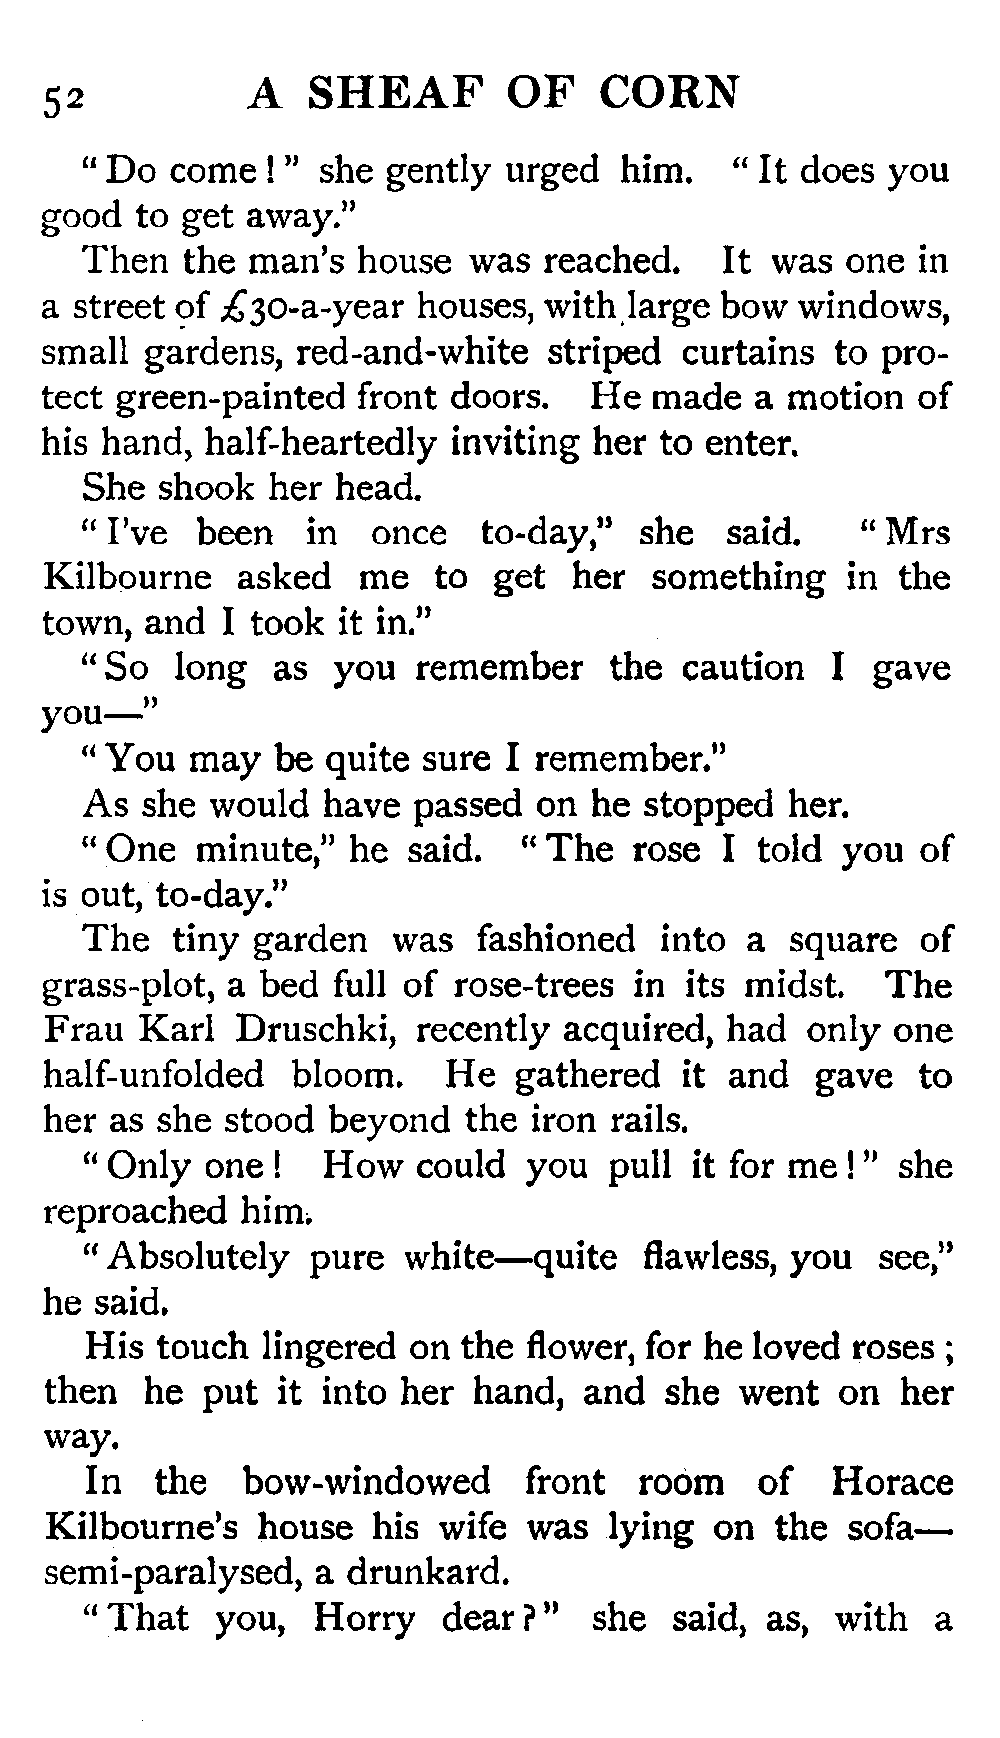 52 A SHEAF OF CORN
" Do come ! " she gently urged him. " It does you
good to get away."
Then the man's house was reached. It was one in
a street of £30-a-year houses, with large bow windows,
small gardens, red-and-white striped curtains to pro-
tect green-painted front doors. He made a motion of
his hand, half-heartedly inviting her to enter.
She shook her head.
" I've been in once to-day," she said. " Mrs
Kilbourne asked me to get her something in the
town, and I took it in."
" So long as you remember the caution I gave
you—"
" You may be quite sure I remember."
As she would have passed on he stopped her.
" One minute," he said. " The rose I told you of
is out, to-day."
The tiny garden was fashioned into a square of
grass-plot, a bed full of rose-trees in its midst. The
Frau Karl Druschki, recently acquired, had only one
half-unfolded bloom. He gathered it and gave to
her as she stood beyond the iron rails.
" Only one ! How could you pull it for me ! " she
reproached him.
" Absolutely pure white—quite flawless, you see,"
he said.
His touch lingered on the flower, for he loved roses ;
then he put it into her hand, and she went on her
way.
In the bow-windowed front room of Horace
Kilbourne's house his wife was lying on the sofa—
semi-paralysed, a drunkard.
" That you, Horry dear ? " she said, as, with a